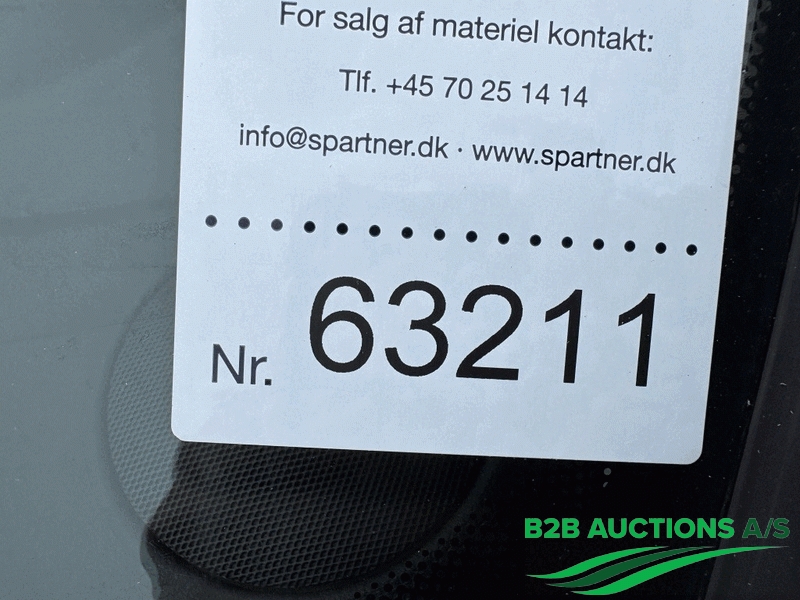 For salg af materiel kontakt:
Tlf. +45 70 25 14 14
info@spartner.dk · www.spartner.dk
Nr. 63211
B2B AUCTIONS A/S